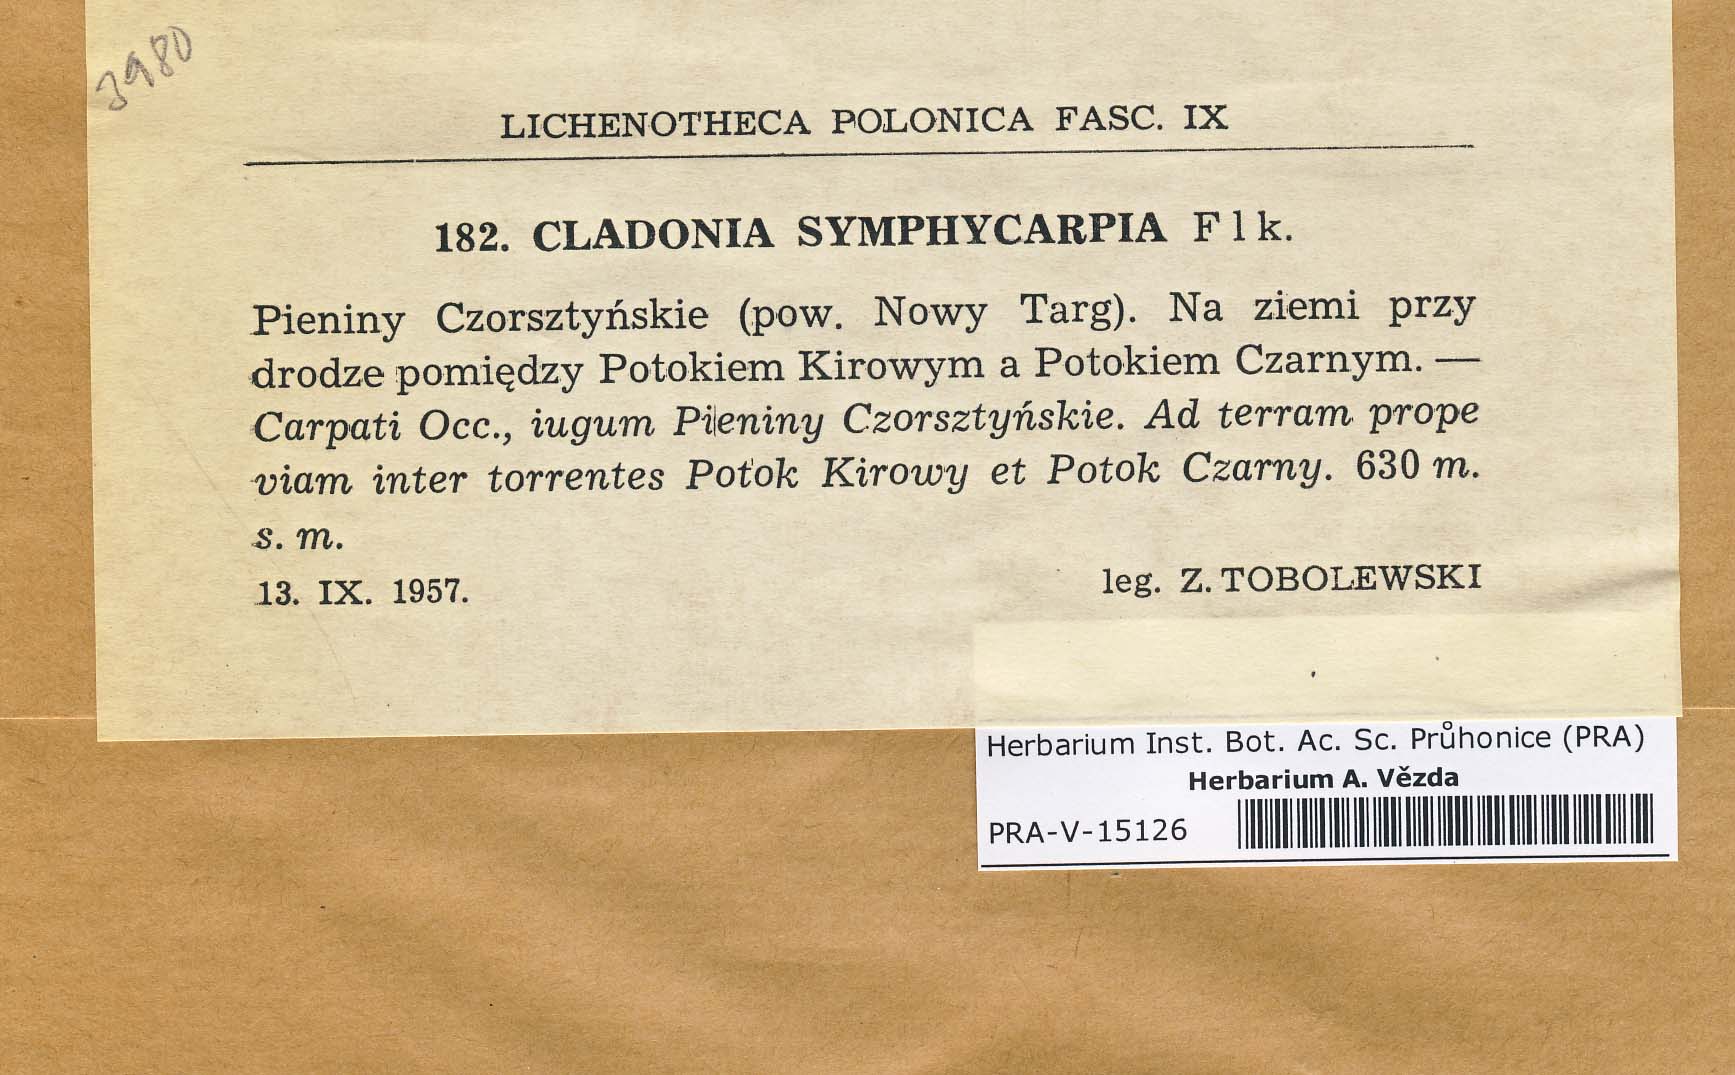 3980
LICHENOTHECA POLONICA FASC. IX
182. CLADONIA SYMPHYCARPIA Flk.
Pieniny Czorsztyńskie (pow. Nowy Targ). Na ziemi przy
drodze pomiędzy Potokiem Kirowym a Potokiem Czarnym. —
Carpati Occ., iugum Pieniny Czorsztyńskie. Ad terram prope
viam inter torrentes Potok Kirowy et Potok Czarny. 630 m.
s. m.
13. IX. 1957.
leg. Z. TOBOLEWSKI
Herbarium Inst. Bot. Ac. Sc. Průhonice (PRA)
Herbarium A. Vězda
PRA-V-15126